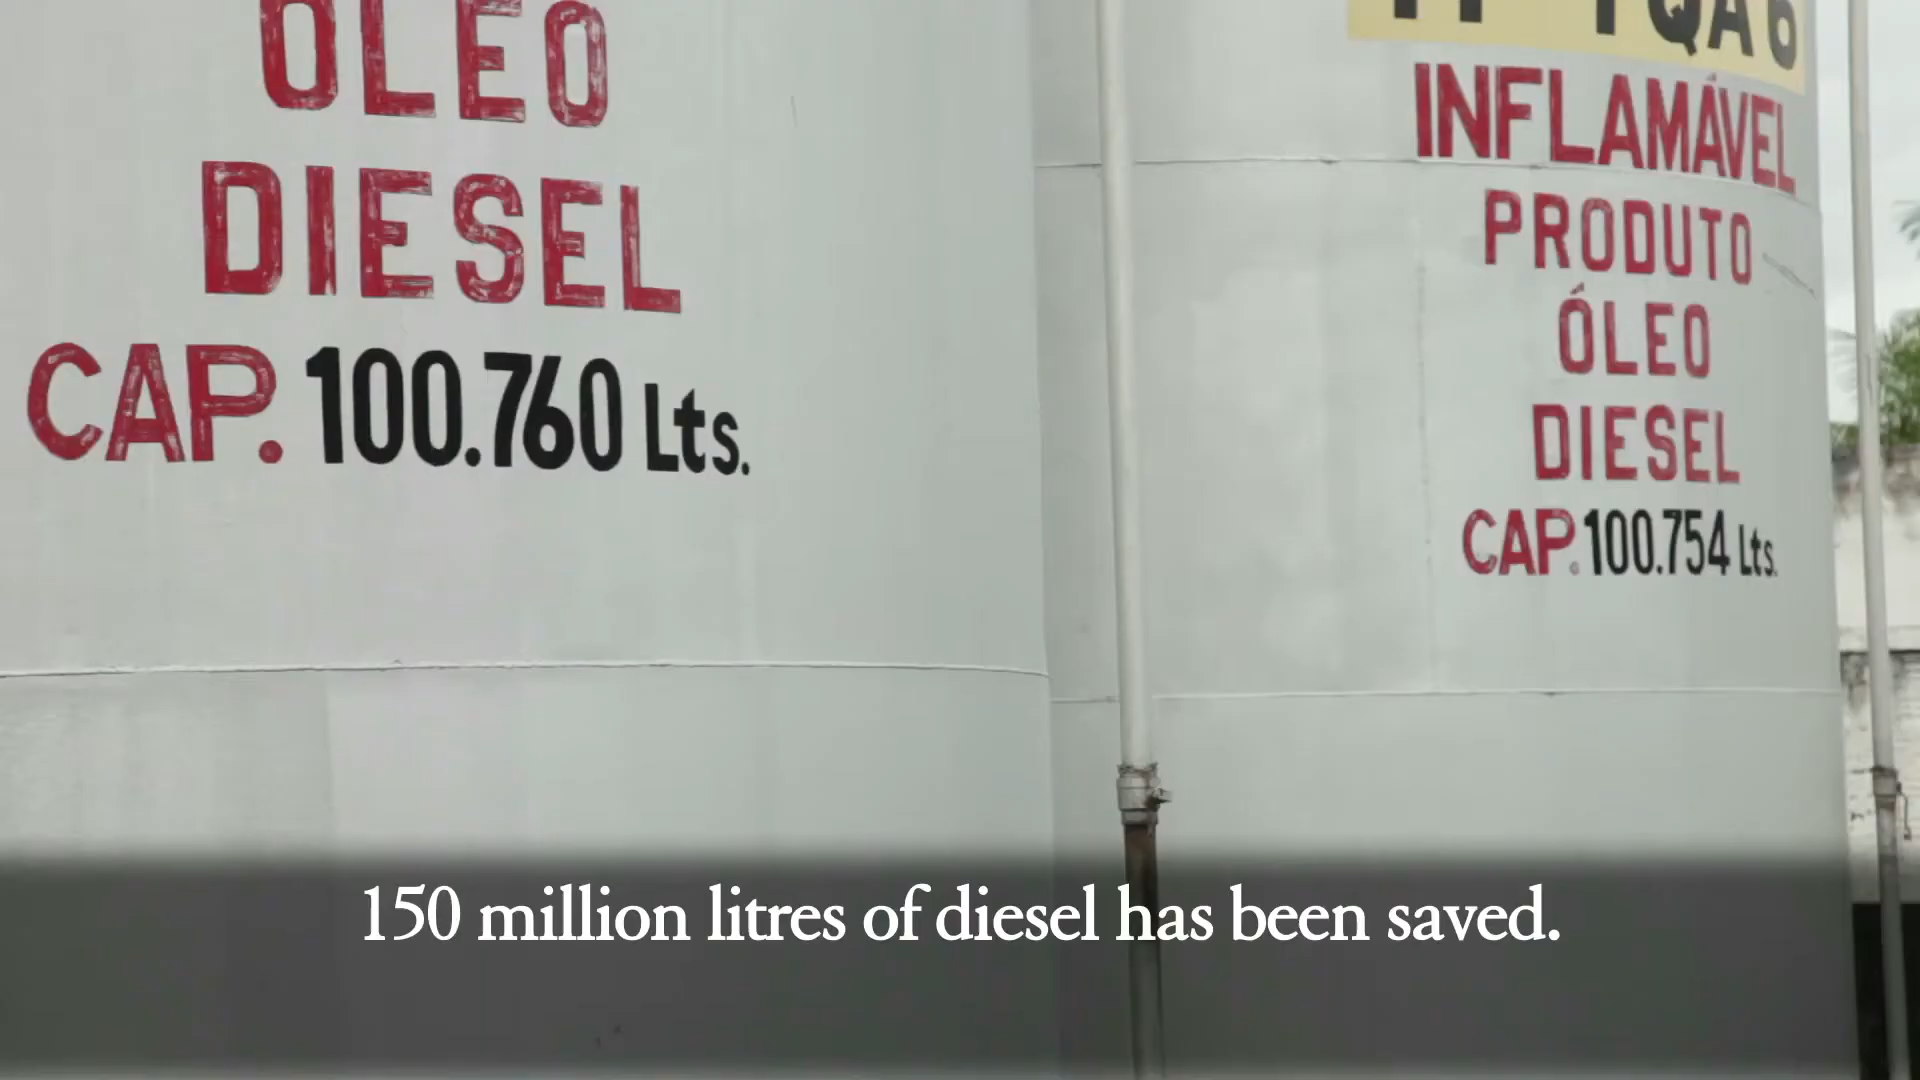 ÓLEO
DIESEL
CAP. 100.760 Lts.
INFLAMÁVEL
PRODUTO
ÓLEO
DIESEL
CAP. 100.754 Lts.
150 million litres of diesel has been saved.